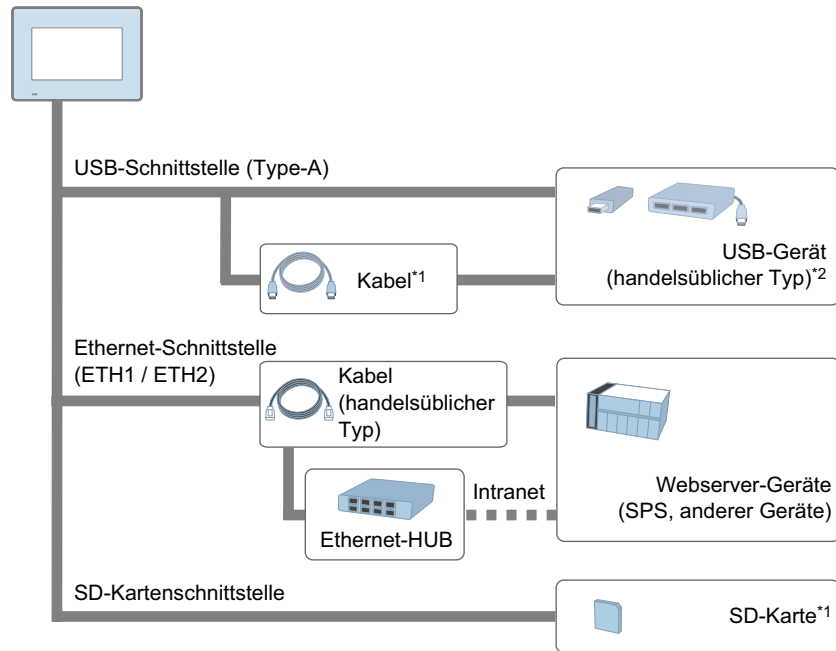 USB-Schnittstelle (Type-A)
USB-Gerät
(handelsüblicher Typ)*2
Kabel*1
Ethernet-Schnittstelle
(ETH1 / ETH2)
Kabel
(handelsüblicher
Typ)
Webserver-Geräte
(SPS, anderer Geräte)
Intranet
Ethernet-HUB
SD-Kartenschnittstelle
SD-Karte*1